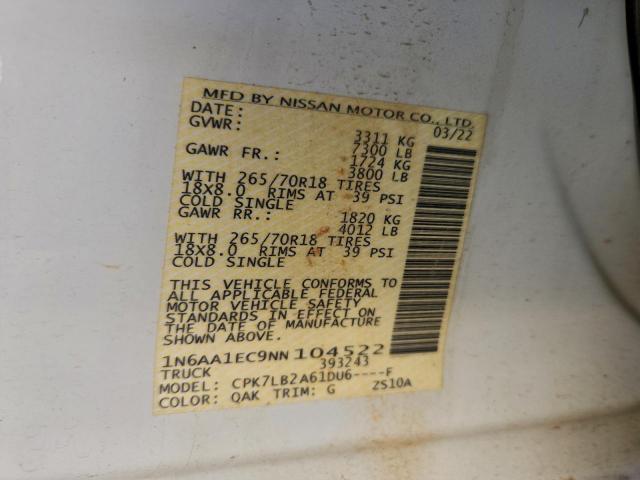 MFD BY NISSAN MOTOR CO., LTD
DATE: 03/22
GVWR: 3311 KG
7300 LB
GAWR FR.: 1724 KG
3800 LB
WITH 265/70R18 TIRES
18X8.0 RIMS AT 39 PSI
COLD SINGLE
GAWR RR.: 1820 KG
4012 LB
WITH 265/70R18 TIRES
18X8.0 RIMS AT 39 PSI
COLD SINGLE
THIS VEHICLE CONFORMS TO
ALL APPLICABLE FEDERAL
MOTOR VEHICLE SAFETY
STANDARDS IN EFFECT ON
THE DATE OF MANUFACTURE
SHOWN ABOVE.
1N6AA1EC9NN104522
TRUCK 393243
MODEL: CPK7LB2A61DU6----F
COLOR: QAK TRIM: G ZS10A